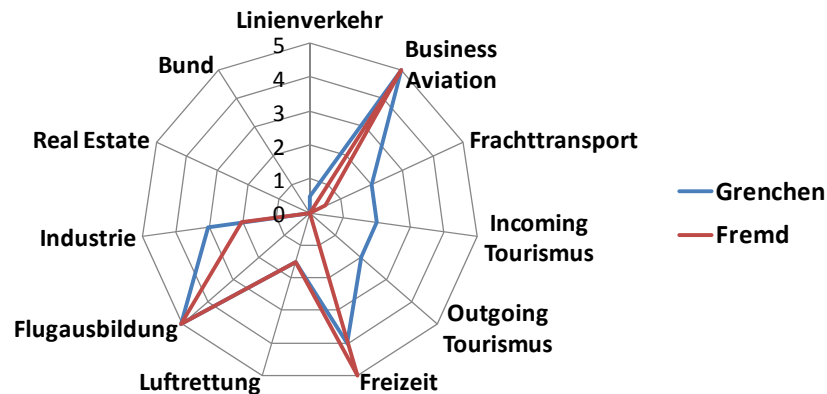 Linienverkehr
Business
Aviation
Frachttransport
Incoming
Tourismus
Outgoing
Tourismus
Freizeit
Luftrettung
Flugausbildung
Industrie
Real Estate
Bund
5
4
3
2
1
0
Grenchen
Fremd